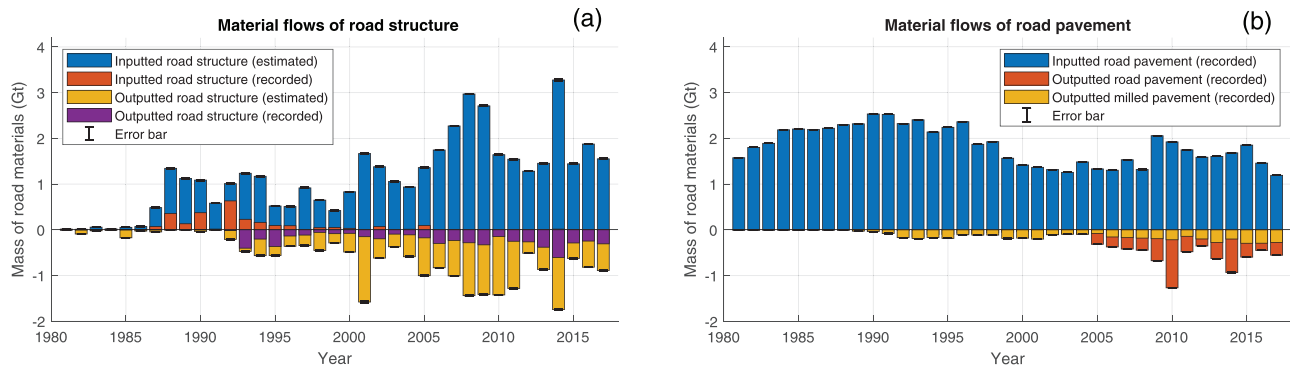 Material flows of road structure
(a)
Inputted road structure (estimated)
Inputted road structure (recorded)
Outputted road structure (estimated)
Outputted road structure (recorded)
Error bar
Mass of road materials (Gt)
4
3
2
1
0
-1
-2
1980
1985
1990
1995
2000
2005
2010
2015
Year
Material flows of road pavement
(b)
Inputted road pavement (recorded)
Outputted road pavement (recorded)
Outputted milled pavement (recorded)
Error bar
Mass of road materials (Gt)
4
3
2
1
0
-1
-2
1980
1985
1990
1995
2000
2005
2010
2015
Year